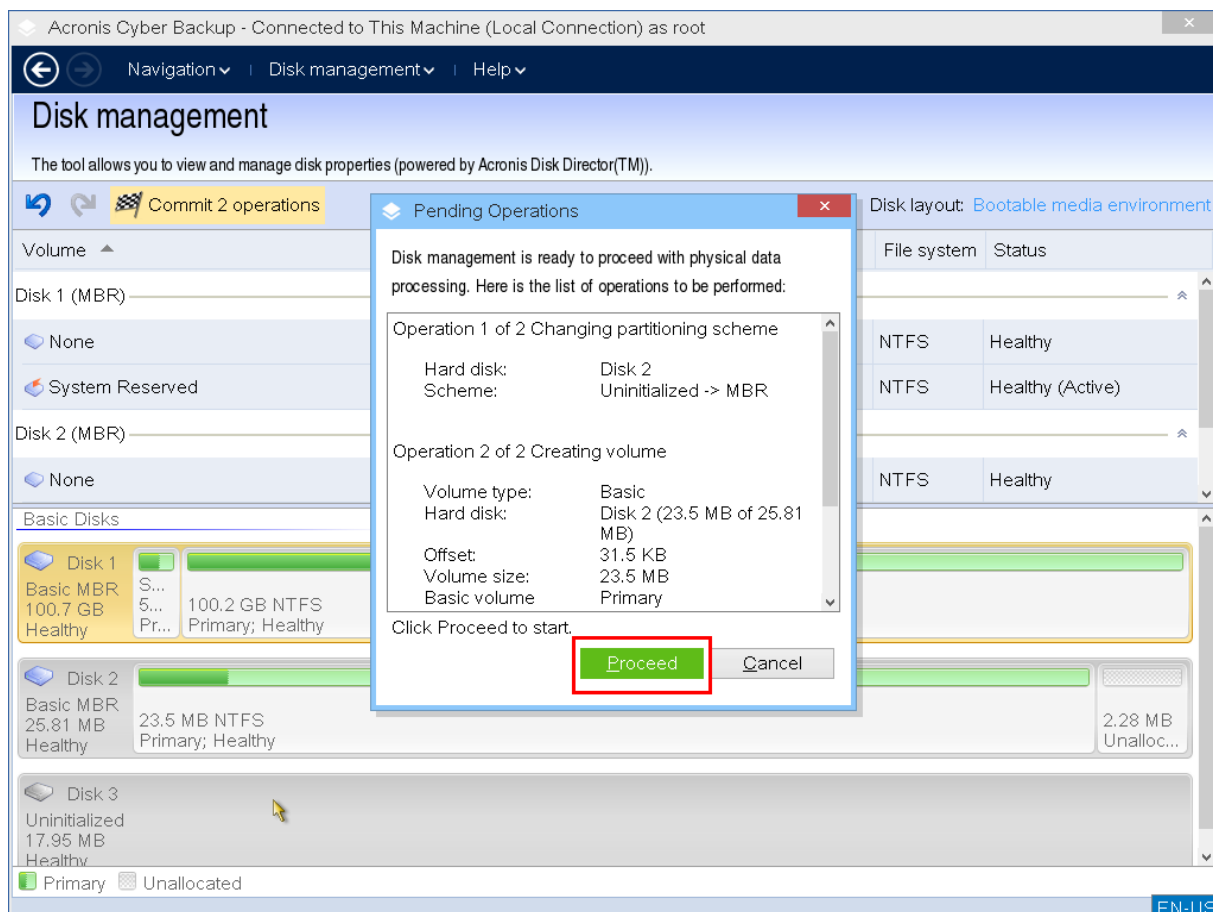 Acronis Cyber Backup - Connected to This Machine (Local Connection) as root
Navigation
Disk management
Help
Disk management
The tool allows you to view and manage disk properties (powered by Acronis Disk Director(TM)).
Commit 2 operations
Disk layout: Bootable media environment
Volume
File system
Status
Disk 1 (MBR)
None
NTFS
Healthy
System Reserved
NTFS
Healthy (Active)
Disk 2 (MBR)
None
NTFS
Healthy
Pending Operations
Disk management is ready to proceed with physical data
processing. Here is the list of operations to be performed:
Operation 1 of 2 Changing partitioning scheme
Hard disk: Disk 2
Scheme: Uninitialized -> MBR
Operation 2 of 2 Creating volume
Volume type: Basic
Hard disk: Disk 2 (23.5 MB of 25.81
MB)
Offset: 31.5 KB
Volume size: 23.5 MB
Basic volume Primary
Click Proceed to start.
Proceed
Cancel
Basic Disks
Disk 1
Basic MBR
100.7 GB
Healthy
S...
5...
Pr...
100.2 GB NTFS
Primary; Healthy
Disk 2
Basic MBR
25.81 MB
Healthy
23.5 MB NTFS
Primary; Healthy
2.28 MB
Unalloc...
Disk 3
Uninitialized
17.95 MB
Healthy
Primary
Unallocated
EN-US